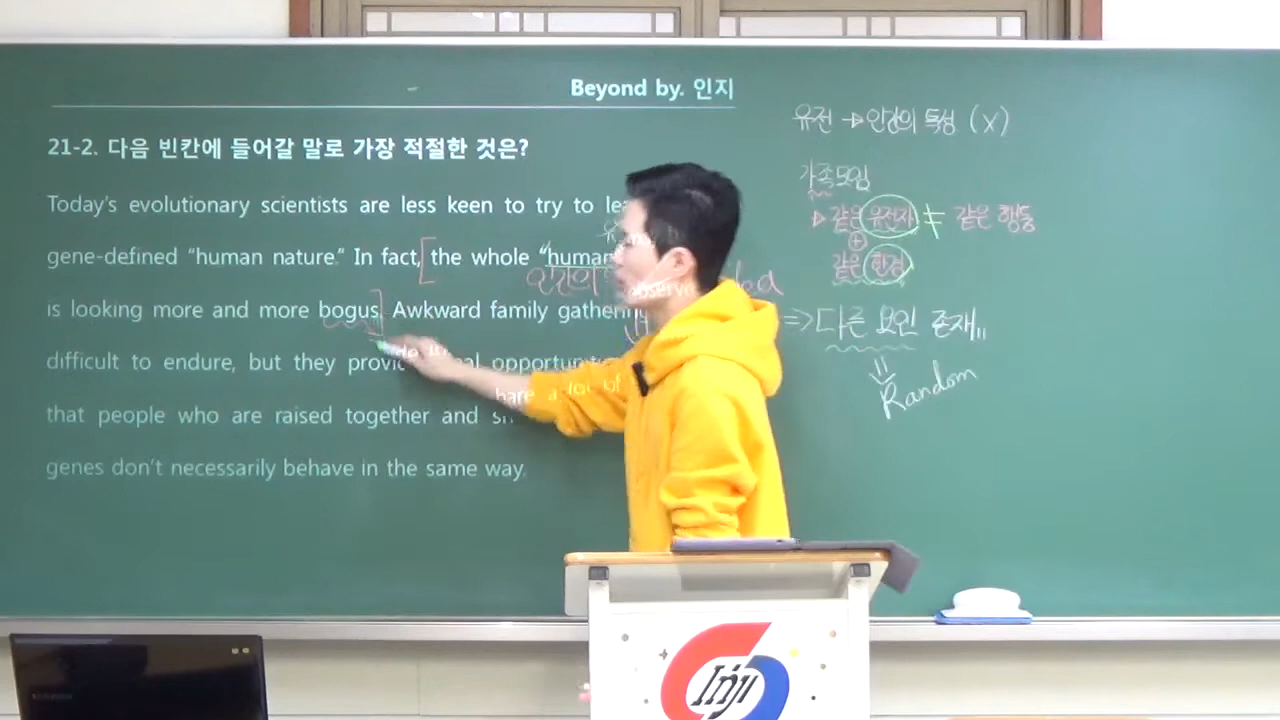 Beyond by. 인지
21-2. 다음 빈칸에 들어갈 말로 가장 적절한 것은?
Today's evolutionary scientists are less keen to try to
gene-defined “human nature.” In fact, the whole “human
is looking more and more bogus. Awkward family
difficult to endure, but they
that people who are raised together and
genes don't necessarily behave in the same way.
observe
a lot of
유전 → 인간의 특성 (X)
가족모임
같은 유전자 ≠ 같은 행동
⊕
같은 환경
=> 다른 요인 존재
Random
Inji